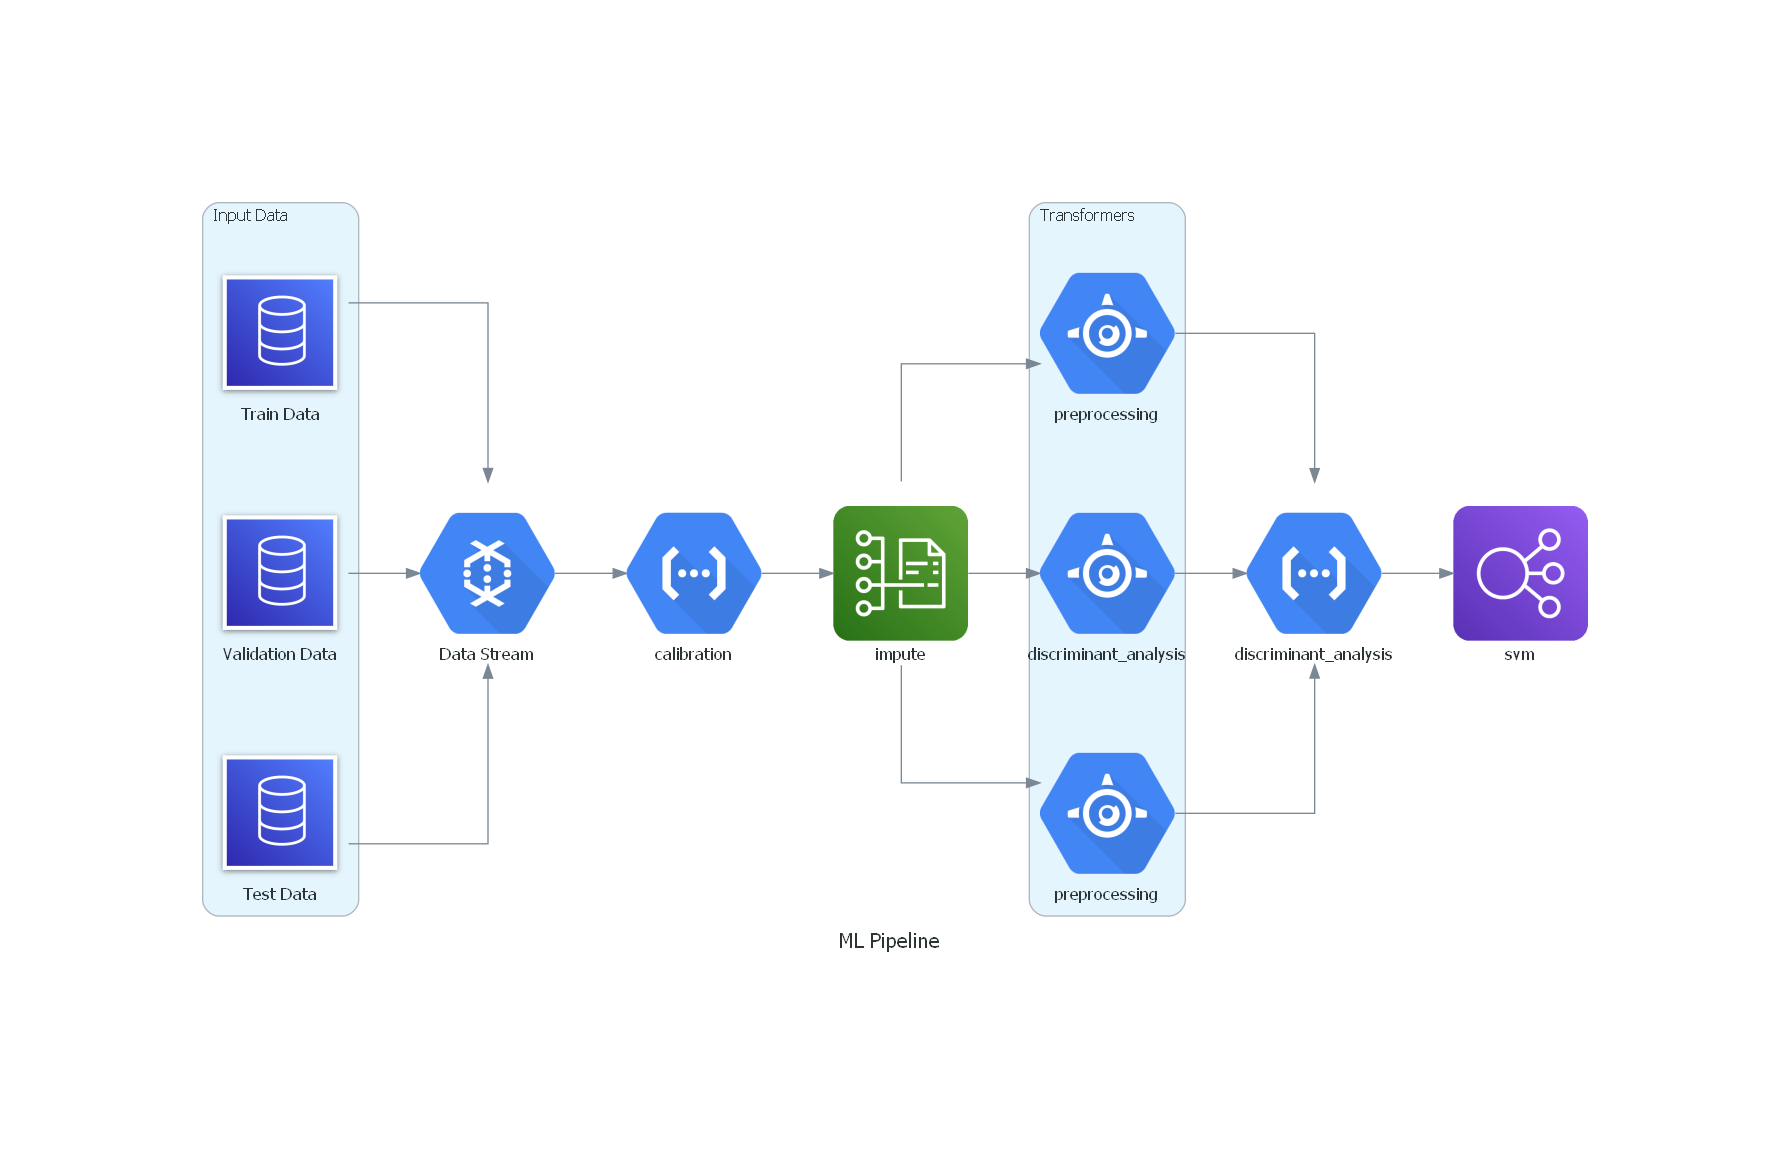 Input Data
Train Data
Validation Data
Test Data
Data Stream
calibration
impute
Transformers
preprocessing
discriminant_analysis
preprocessing
discriminant_analysis
svm
ML Pipeline